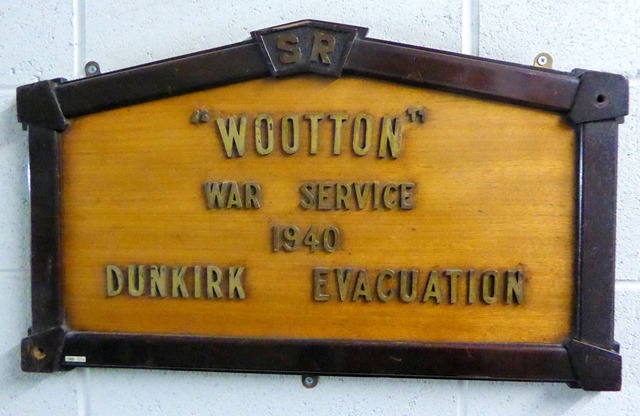 SR
"WOOTTON"
WAR SERVICE
1940
DUNKIRK EVACUATION